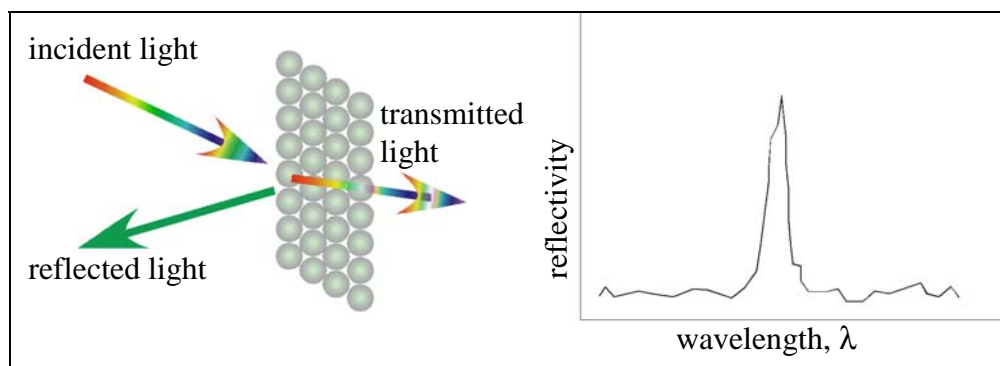 incident light
transmitted
light
reflected light
reflectivity
wavelength, λ